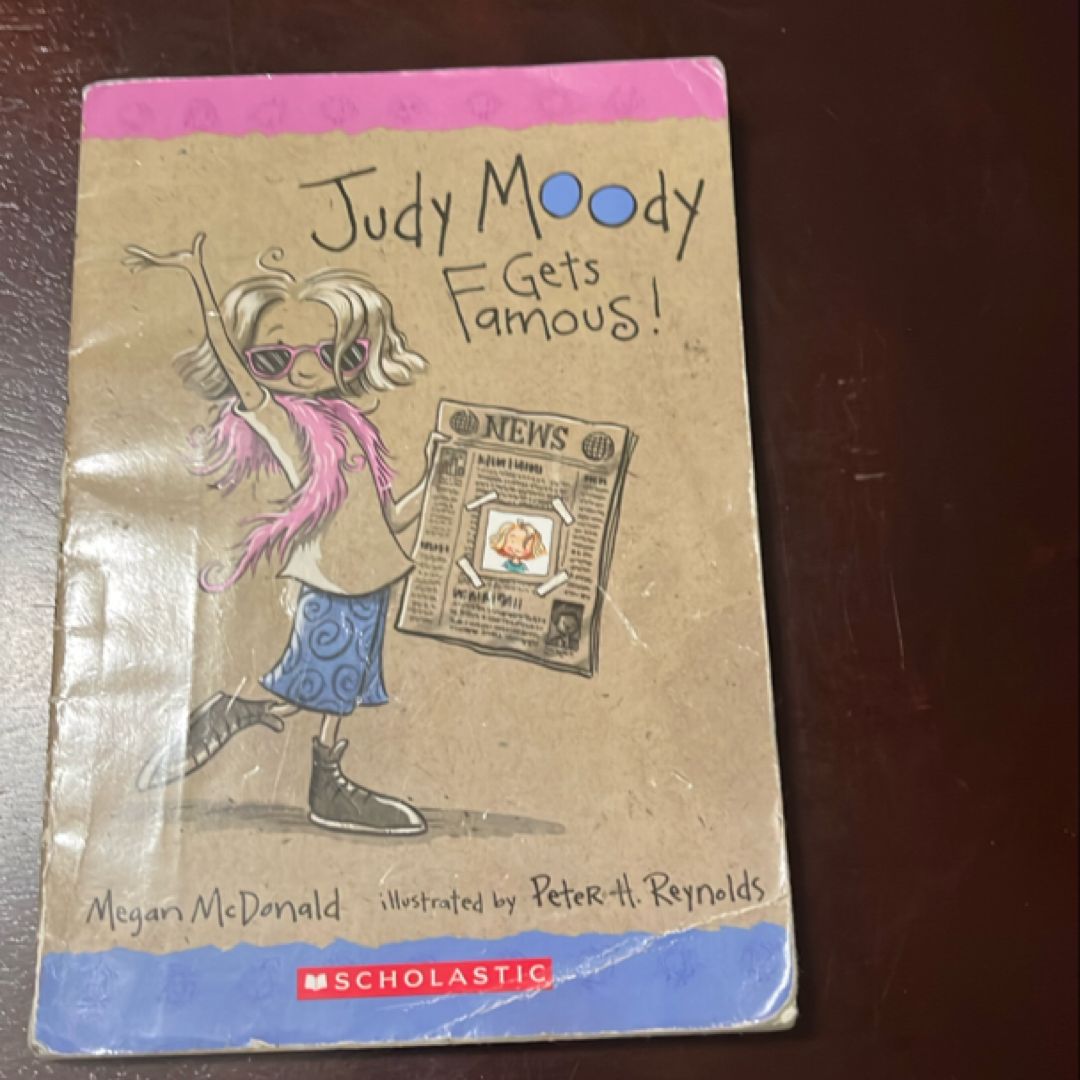 Judy Moody
Gets
Famous!
NEWS
Megan McDonald illustrated by Peter H. Reynolds
SCHOLASTIC